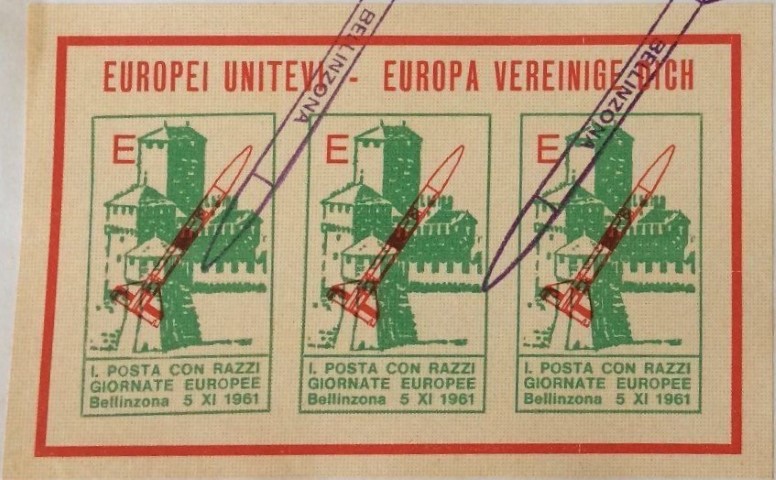 EUROPEI UNITEVI - EUROPA VEREINIGE DICH
BELLINZONA
BELLINZONA
E
I. POSTA CON RAZZI
GIORNATE EUROPEE
Bellinzona 5 XI 1961
E
I. POSTA CON RAZZI
GIORNATE EUROPEE
Bellinzona 5 XI 1961
E
I. POSTA CON RAZZI
GIORNATE EUROPEE
Bellinzona 5 XI 1961